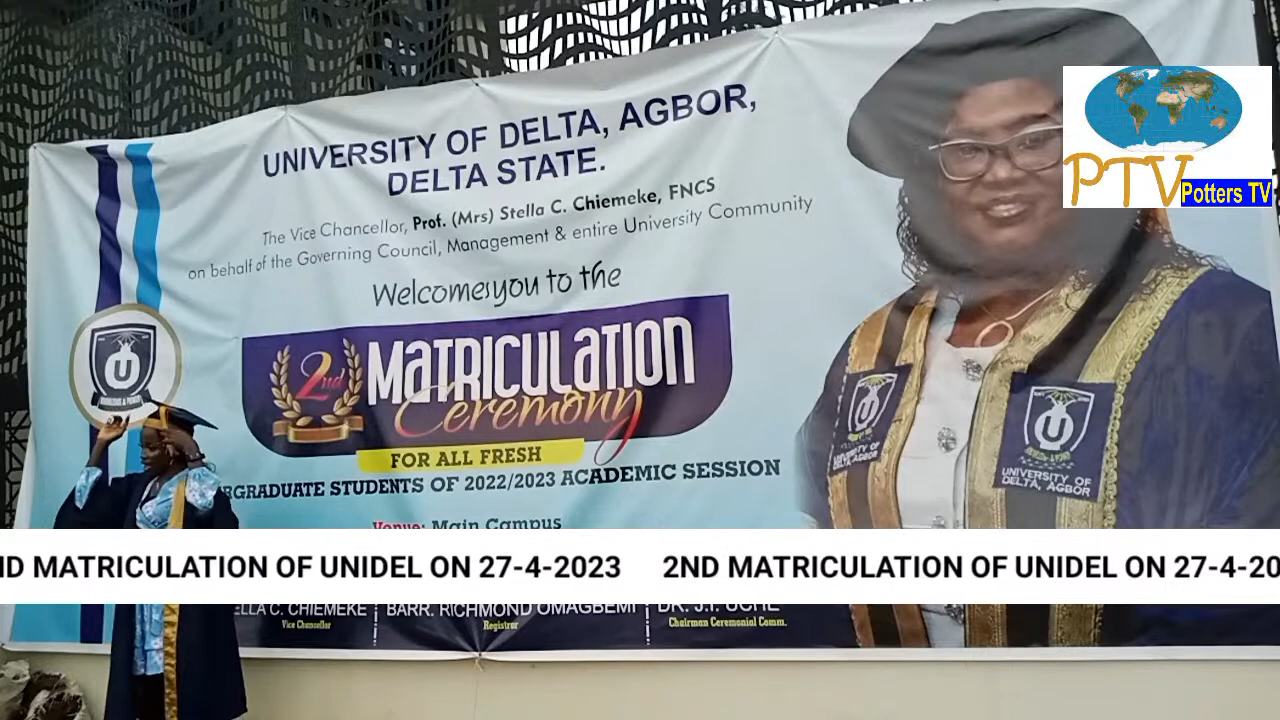 UNIVERSITY OF DELTA, AGBOR,
DELTA STATE.
The Vice Chancellor, Prof. (Mrs) Stella C. Chiemeke, FNCS
on behalf of the Governing Council, Management & entire University Community
Welcomes you to the
2nd MATRICULATION
Ceremony
FOR ALL FRESH
RGRADUATE STUDENTS OF 2022/2023 ACADEMIC SESSION
Venue: Main Campus
ND MATRICULATION OF UNIDEL ON 27-4-2023 2ND MATRICULATION OF UNIDEL ON 27-4-20
ELLA C. CHIEMEKE BARR. RICHMOND OMAGBEMI DR. J.I. UCHE
Vice Chancellor Registrar Chairman Ceremonial Comm.
U
UNIVERSITY OF
DELTA, AGBOR
U
UNIVERSITY OF
DELTA, AGBOR
U
PTV
Potters TV